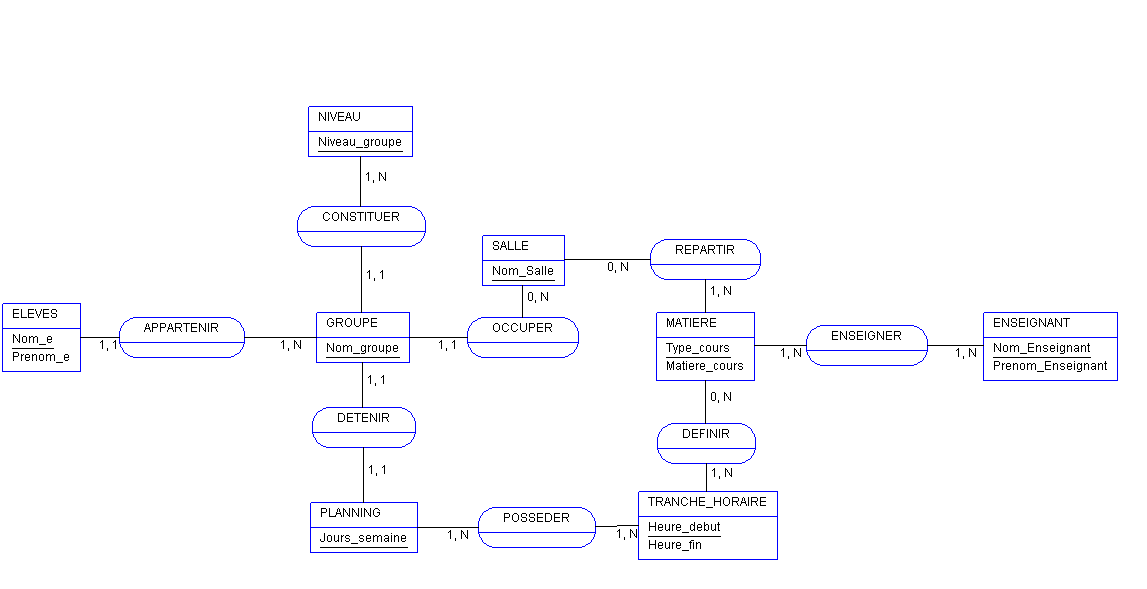 NIVEAU
Niveau_groupe
1, N
CONSTITUER
1, 1
SALLE
Nom_Salle
0, N
REPARTIR
0, N
1, N
ELEVES
Nom_e
Prenom_e
1, 1
APPARTENIR
1, N
GROUPE
Nom_groupe
1, 1
OCCUPER
MATIERE
Type_cours
Matiere_cours
1, N
ENSEIGNER
1, N
ENSEIGNANT
Nom_Enseignant
Prenom_Enseignant
1, 1
DETENIR
1, 1
0, N
DEFINIR
1, N
PLANNING
Jours_semaine
1, N
POSSEDER
1, N
TRANCHE_HORAIRE
Heure_debut
Heure_fin